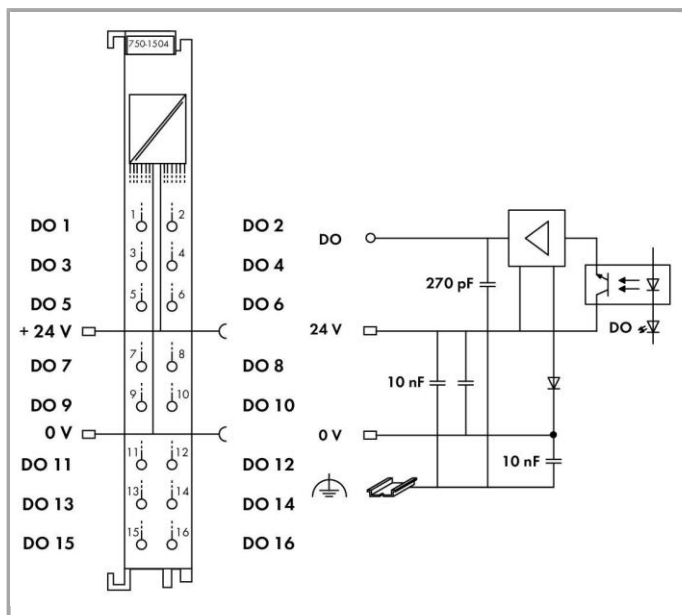 750-1504
1 2
DO 1 DO 2 DO
3 4
DO 3 DO 4
270 pF
5 6
DO 5 DO 6
DO
+ 24 V 24 V
7 8
DO 7 DO 8
10 nF
9 10
DO 9 DO 10
0 V 0 V
11 12
DO 11 DO 12
10 nF
13 14
DO 13 DO 14
15 16
DO 15 DO 16